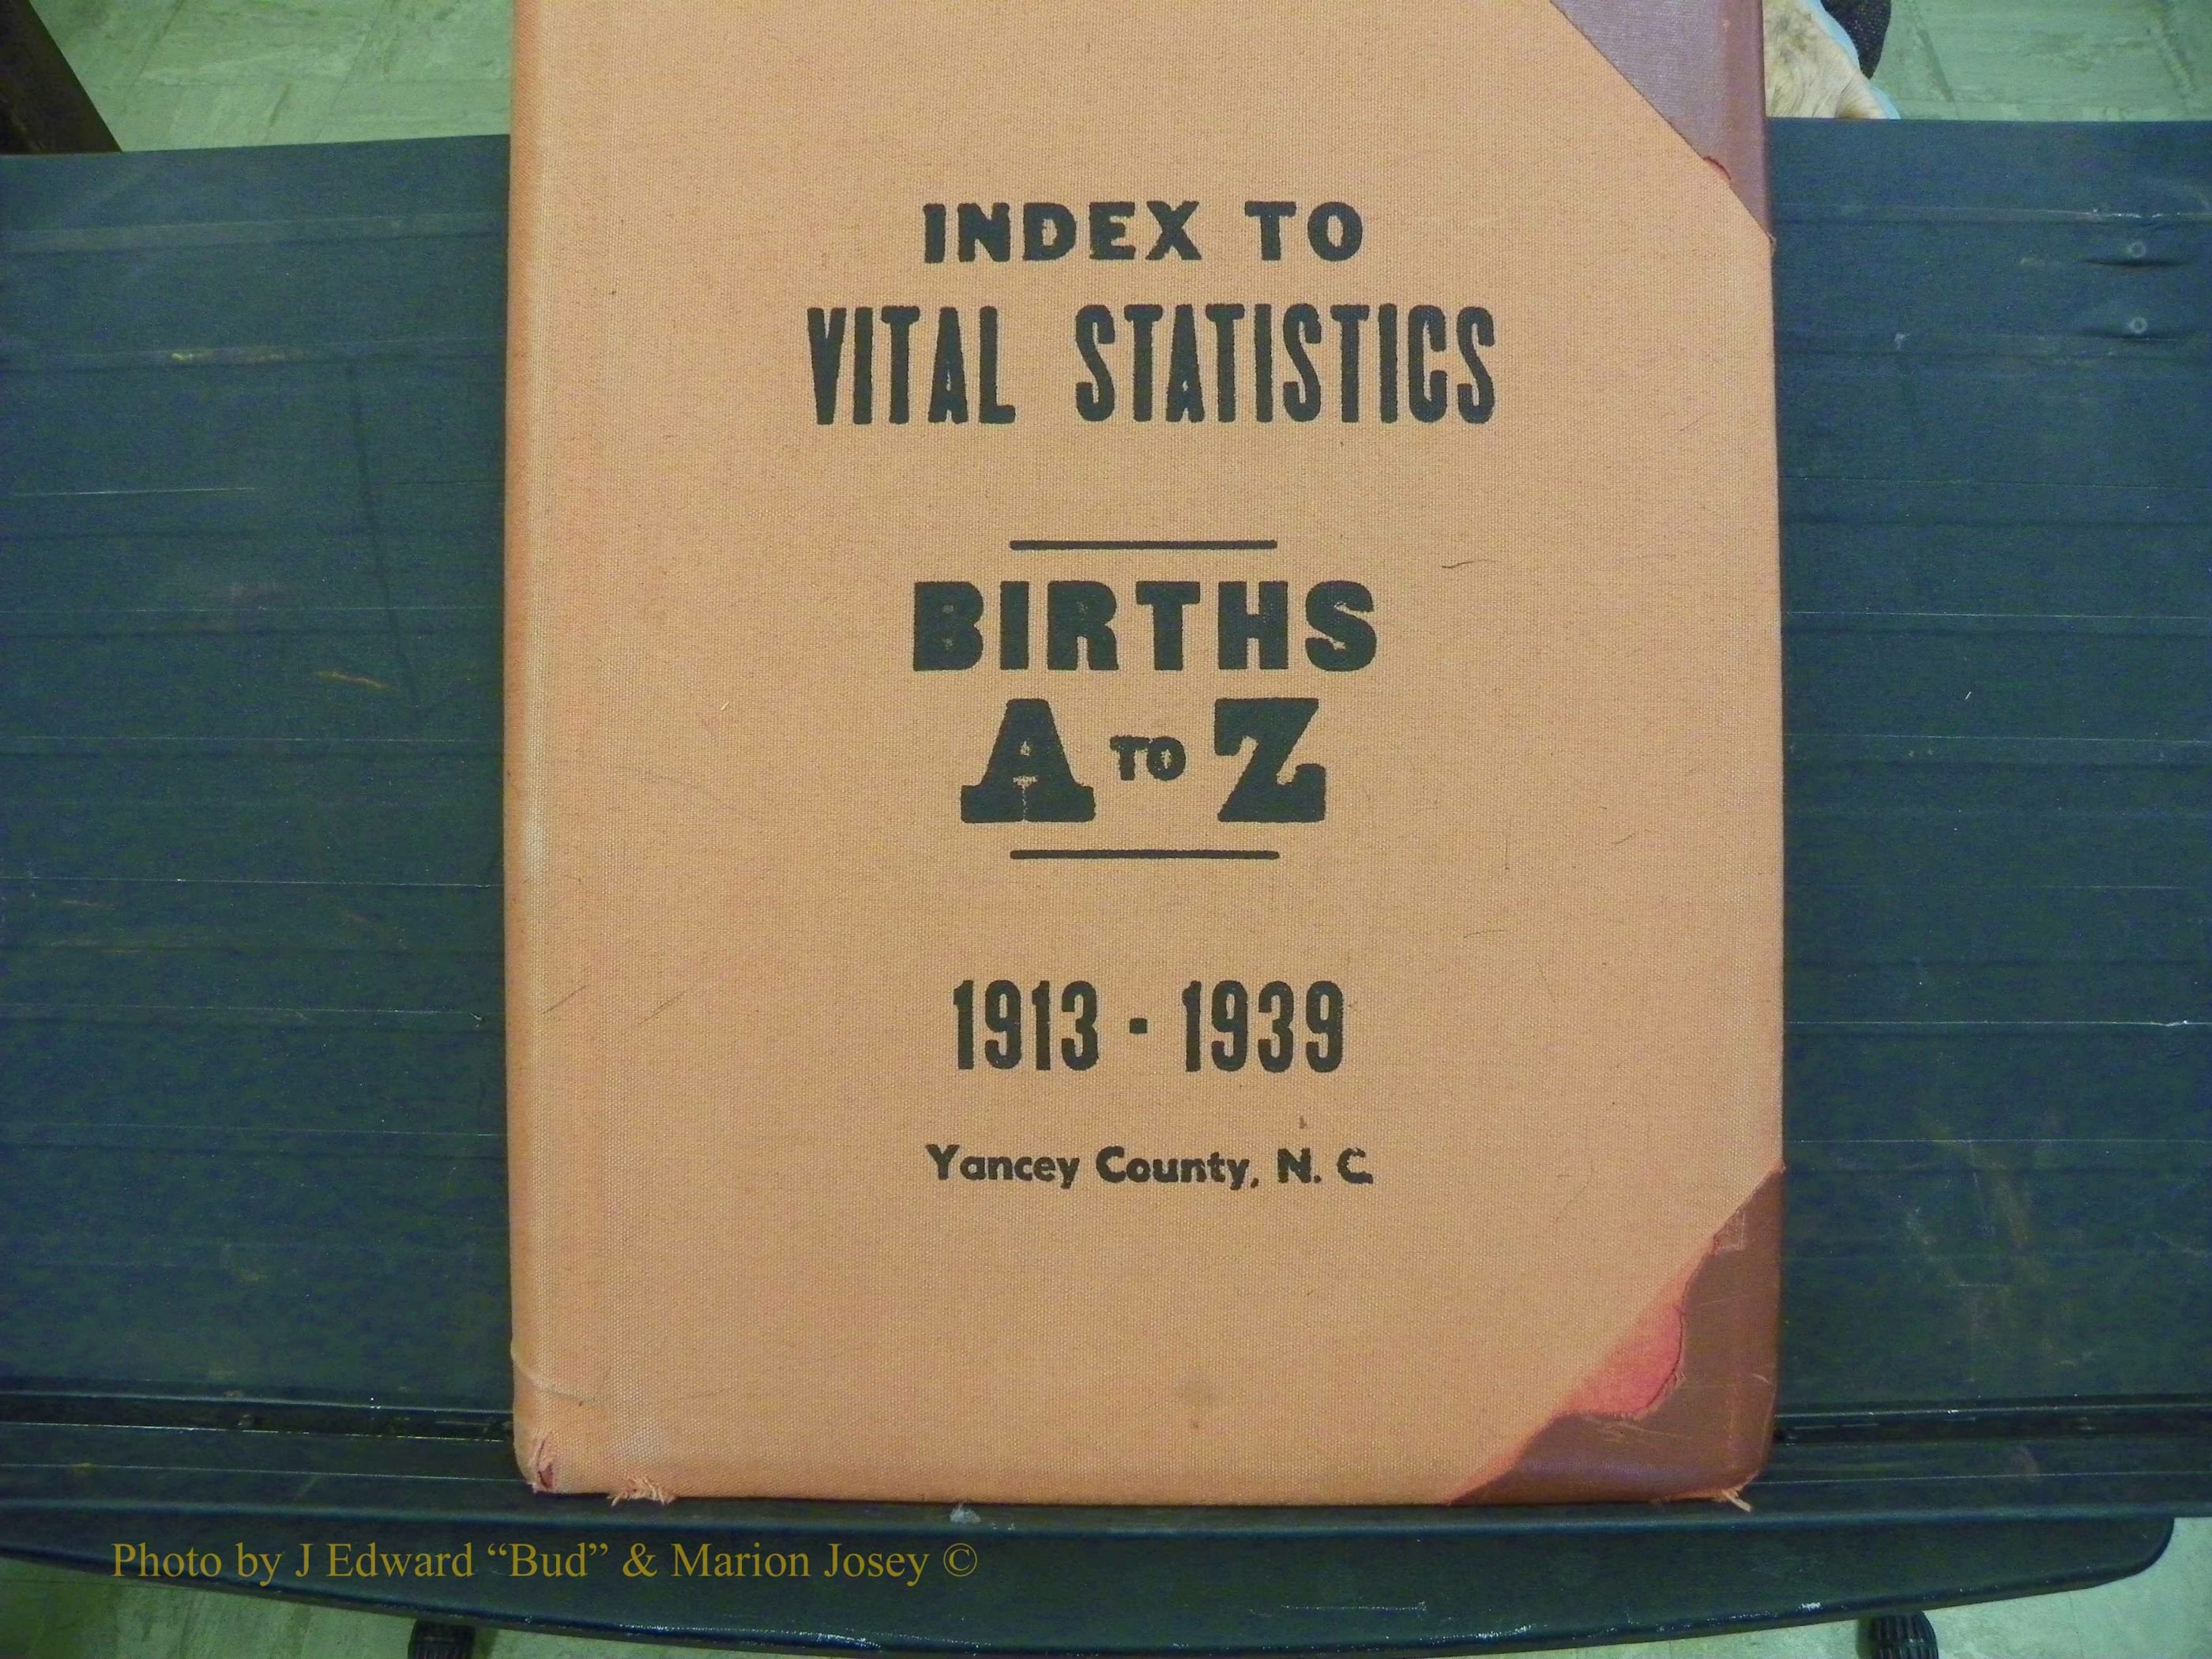 INDEX TO
VITAL STATISTICS
BIRTHS
A TO Z
1913 - 1939
Yancey County, N. C.
Photo by J Edward “Bud” & Marion Josey ©